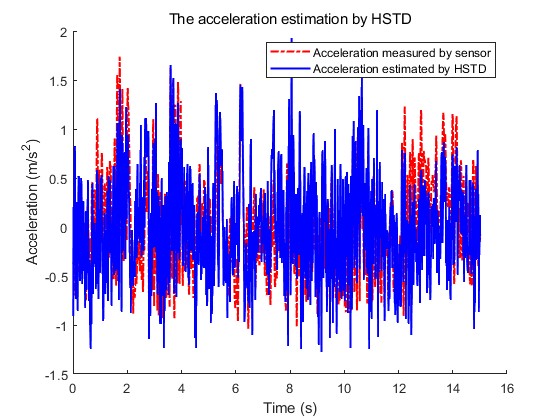 The acceleration estimation by HSTD
Acceleration measured by sensor
Acceleration estimated by HSTD
2
1.5
1
0.5
0
-0.5
-1
-1.5
Acceleration (m/s²)
0 2 4 6 8 10 12 14 16
Time (s)